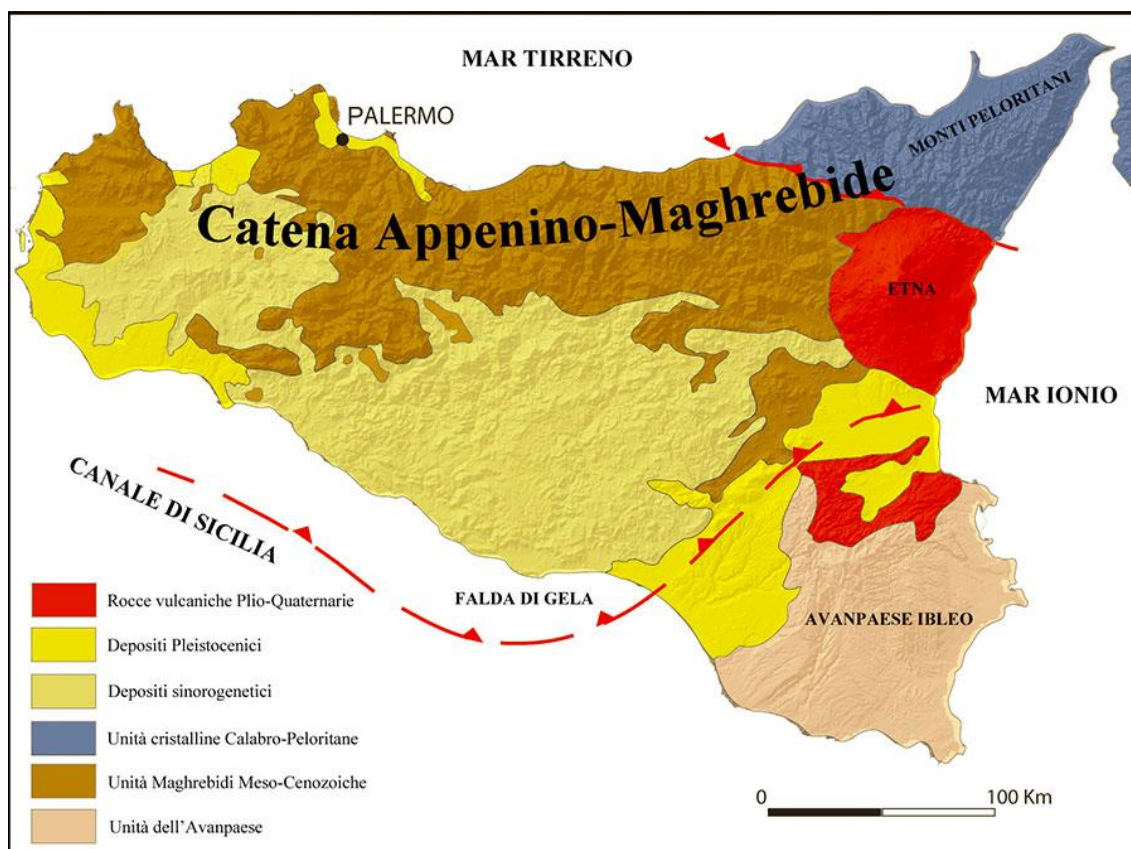 MAR TIRRENO
PALERMO
MONTI PELORITANI
Catena Appenino-Maghrebide
ETNA
MAR IONIO
CANALE DI SICILIA
FALDA DI GELA
AVANPAESE IBLEO
Rocce vulcaniche Plio-Quaternarie
Depositi Pleistocenici
Depositi sinorogenetici
Unità cristalline Calabro-Peloritane
Unità Maghrebidi Meso-Cenozoiche
Unità dell'Avanpaese
0 100 Km